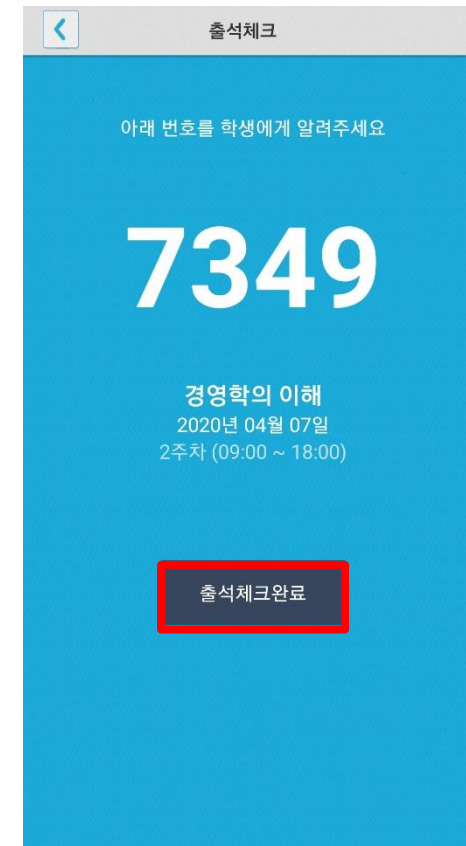 출석체크
아래 번호를 학생에게 알려주세요
7349
경영학의 이해
2020년 04월 07일
2주차 (09:00 ~ 18:00)
출석체크완료